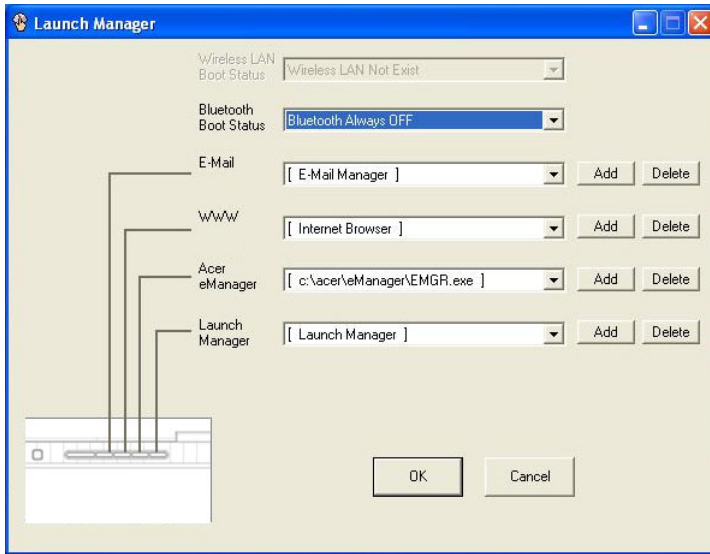 Launch Manager
Wireless LAN
Boot Status
Wireless LAN Not Exist
Bluetooth
Boot Status
Bluetooth Always OFF
E-Mail
[ E-Mail Manager ]
Add
Delete
WWW
[ Internet Browser ]
Add
Delete
Acer
eManager
[ c:\acer\eManager\EMGR.exe ]
Add
Delete
Launch
Manager
[ Launch Manager ]
Add
Delete
OK
Cancel